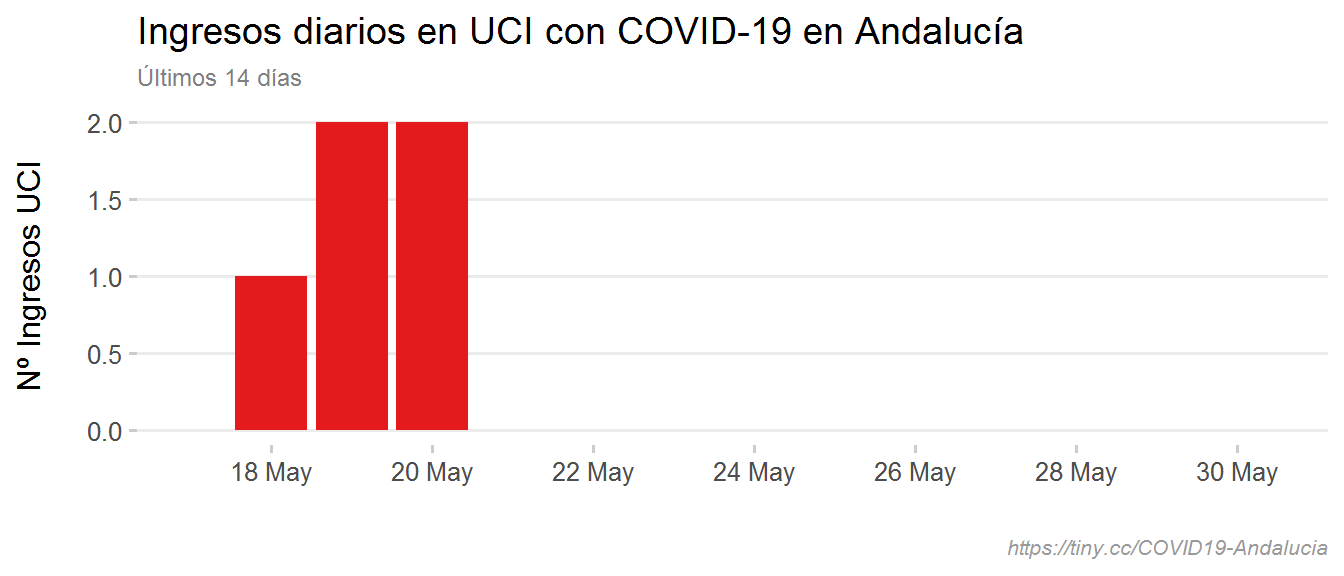 Ingresos diarios en UCI con COVID-19 en Andalucía
Últimos 14 días
Nº Ingresos UCI
2.0
1.5
1.0
0.5
0.0
18 May 20 May 22 May 24 May 26 May 28 May 30 May
https://tiny.cc/COVID19-Andalucia